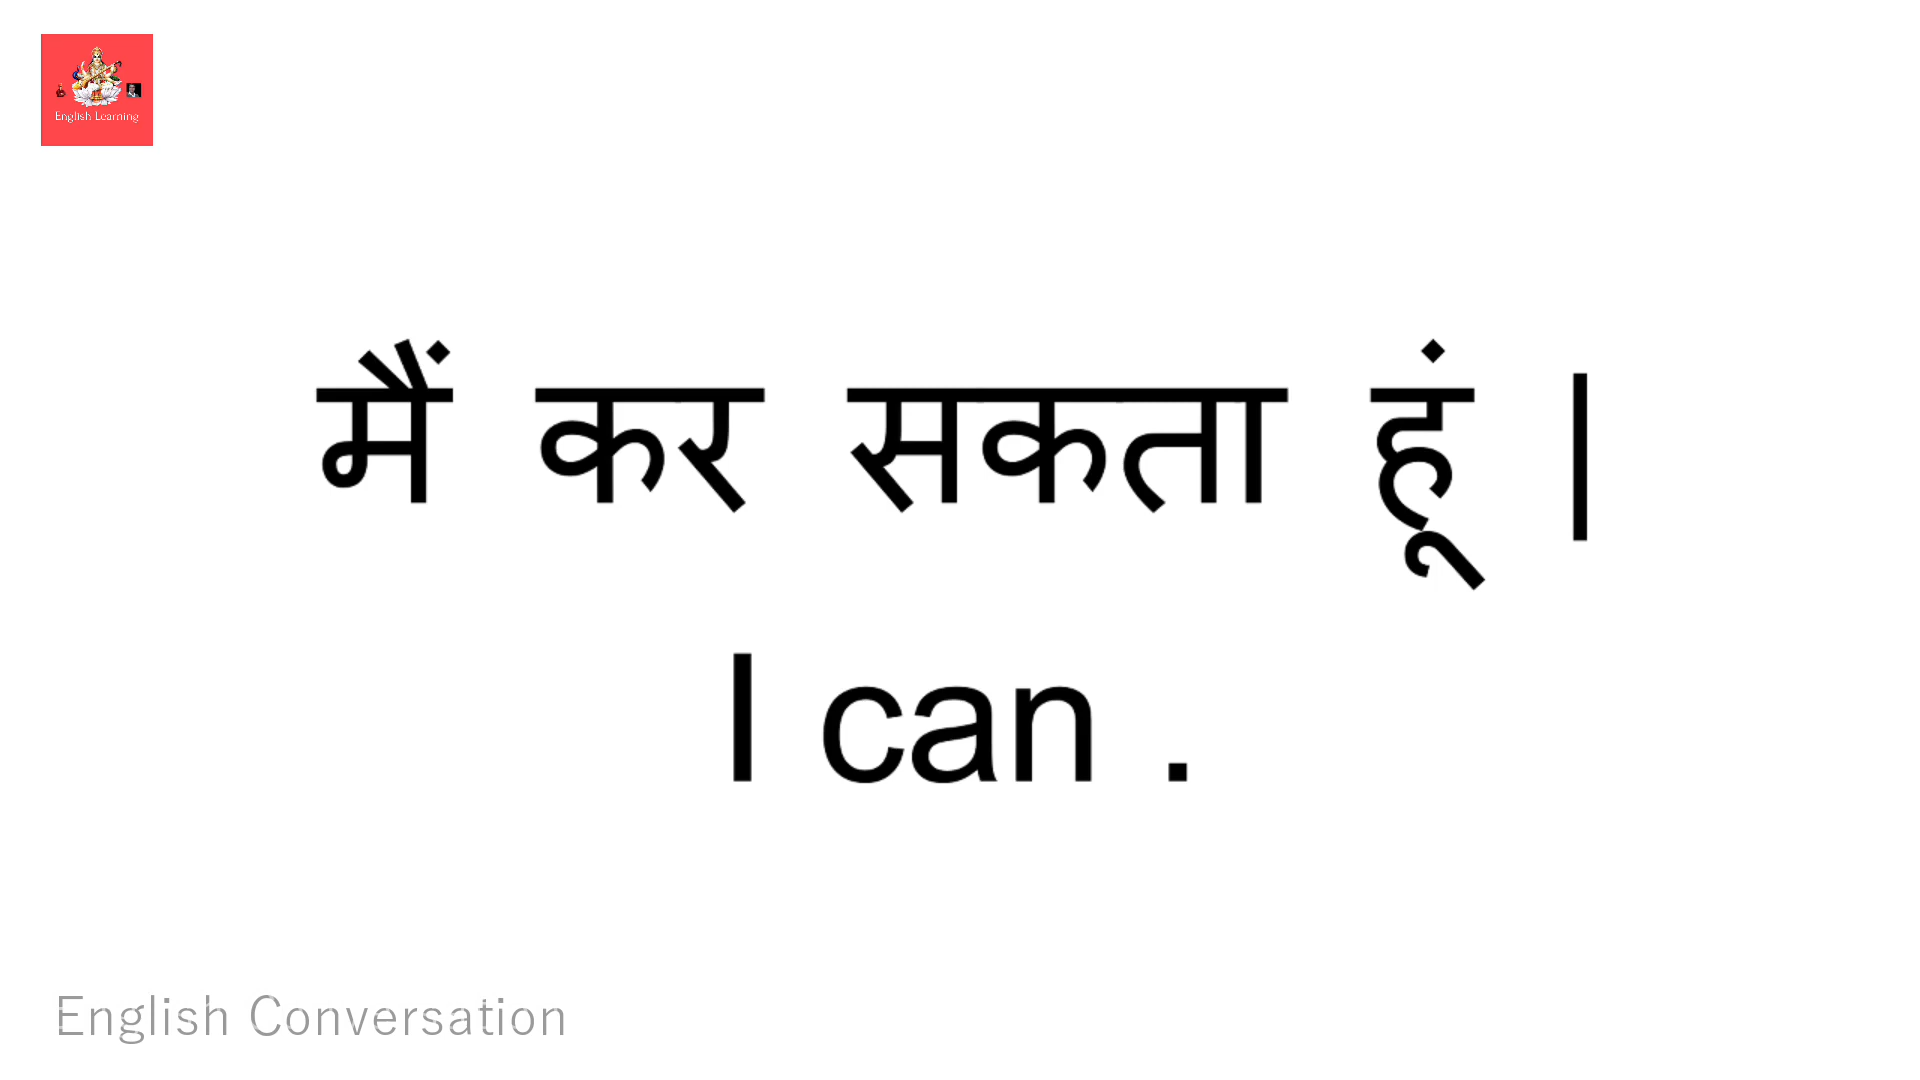 English Learning
मैं कर सकता हूं |
I can .
English Conversation